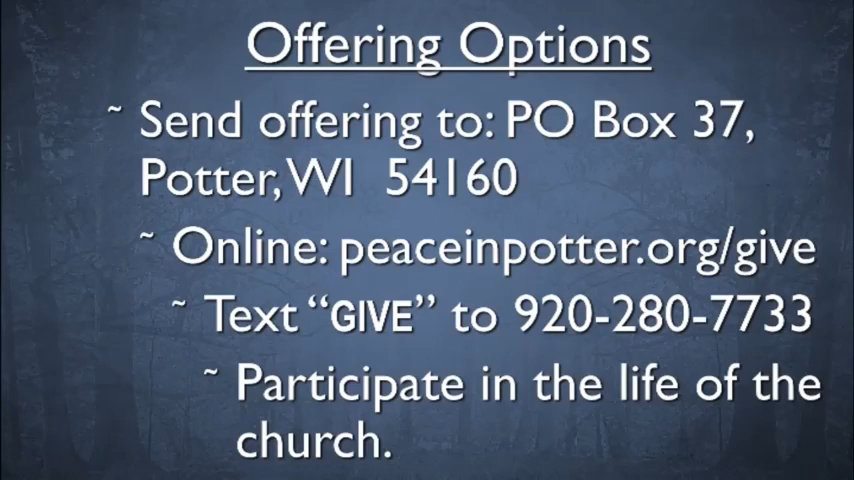 Offering Options
~ Send offering to: PO Box 37,
Potter, WI 54160
~ Online: peaceinpotter.org/give
~ Text “GIVE” to 920-280-7733
~ Participate in the life of the
church.